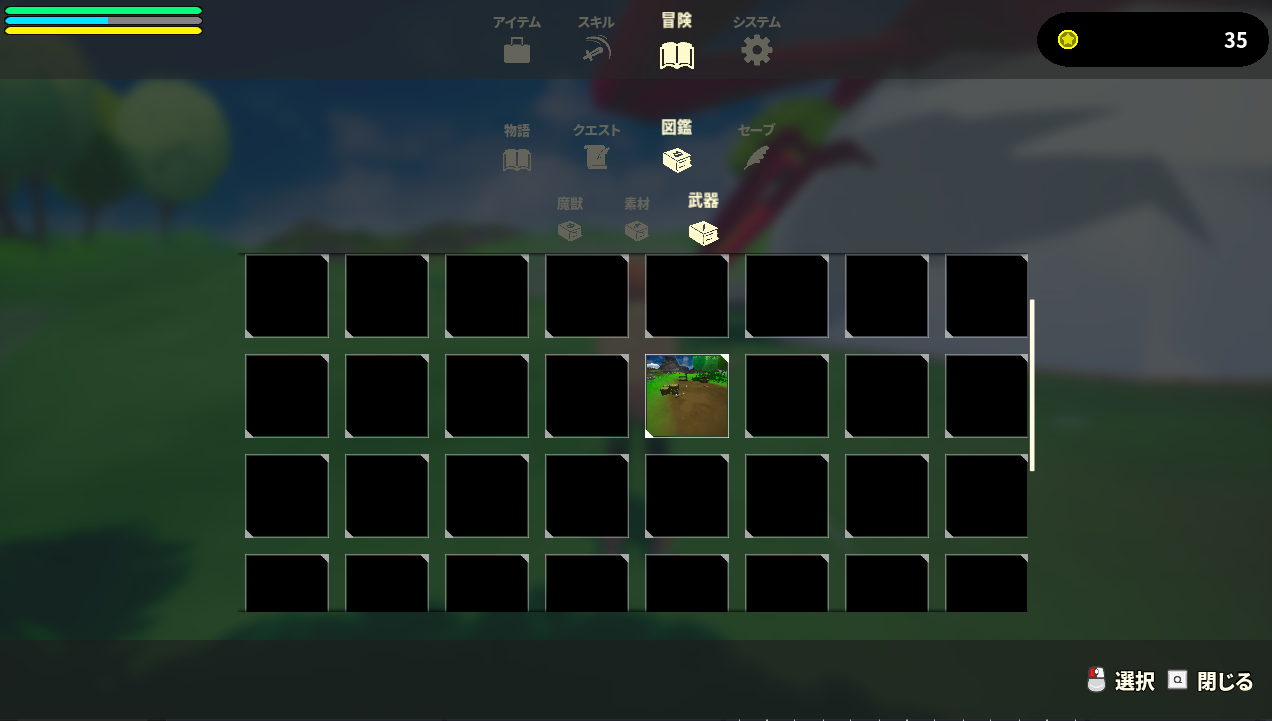 アイテム スキル 冒険 システム
35
物語 クエスト 図鑑 セーブ
魔獣 素材 武器
選択 Q 閉じる